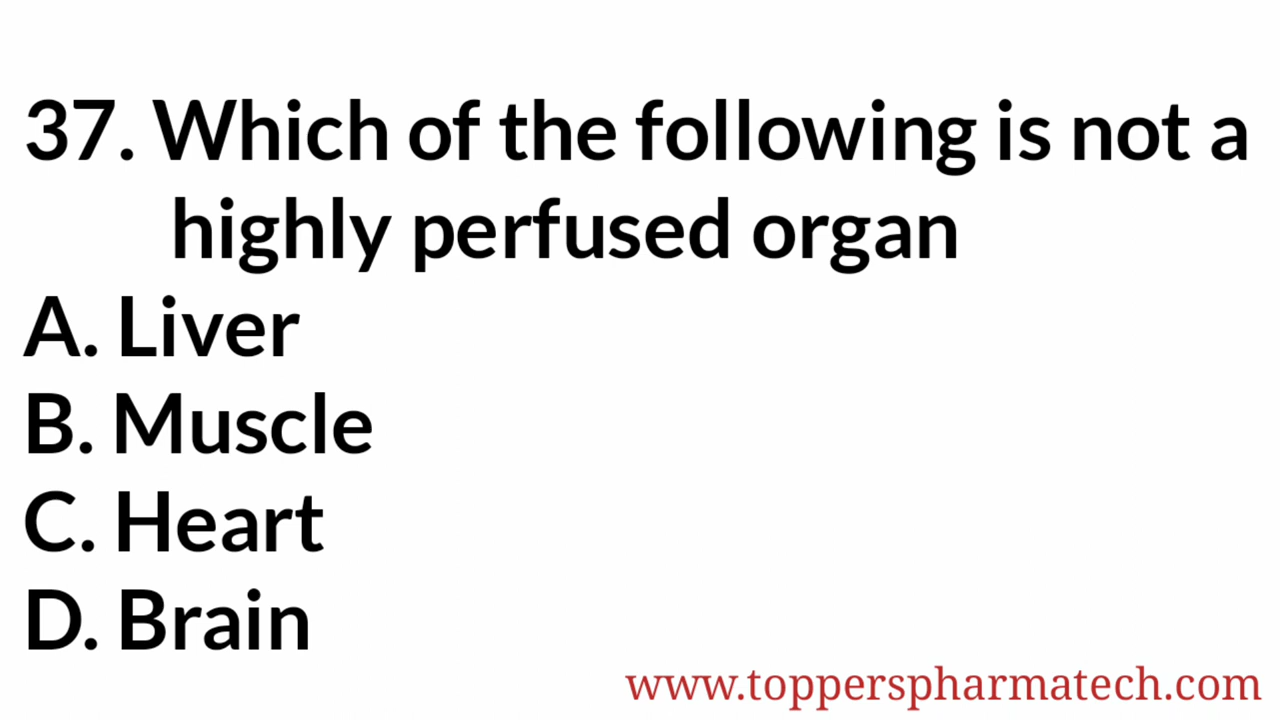 37. Which of the following is not a
highly perfused organ
A. Liver
B. Muscle
C. Heart
D. Brain
www.topperspharmatech.com